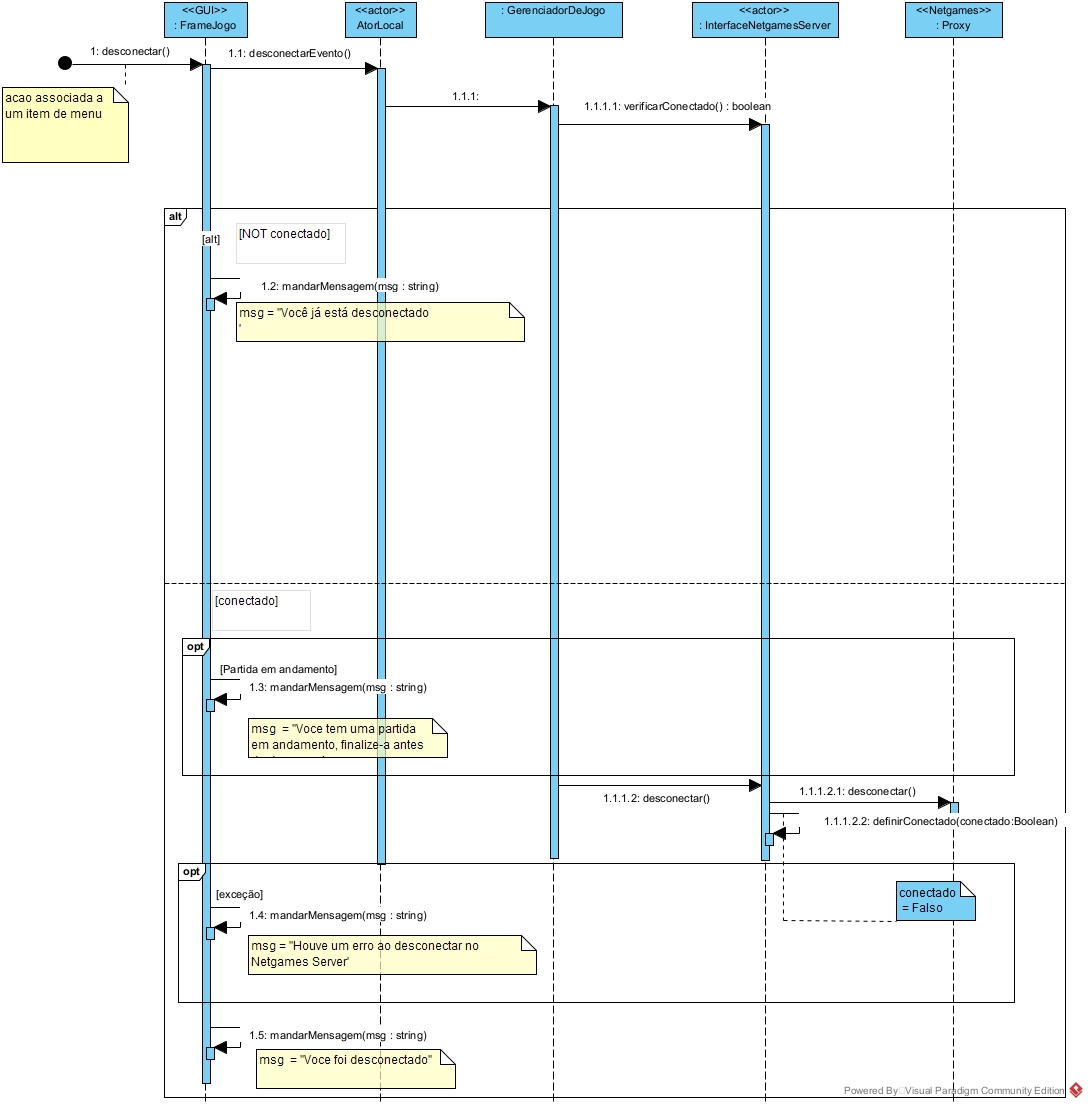 <<GUI>>
: FrameJogo
<<actor>>
AtorLocal
: GerenciadorDeJogo
<<actor>>
: InterfaceNetgamesServer
<<Netgames>>
: Proxy
1: desconectar()
1.1: desconectarEvento()
acao associada a
um item de menu
1.1.1:
1.1.1.1: verificarConectado() : boolean
alt
[alt]
[NOT conectado]
1.2: mandarMensagem(msg : string)
msg = "Você já está desconectado
'
[conectado]
opt
[Partida em andamento]
1.3: mandarMensagem(msg : string)
msg = "Voce tem uma partida
em andamento, finalize-a antes
1.1.1.2: desconectar()
1.1.1.2.1: desconectar()
1.1.1.2.2: definirConectado(conectado:Boolean)
opt
[exceção]
conectado
= Falso
1.4: mandarMensagem(msg : string)
msg = "Houve um erro ao desconectar no
Netgames Server'
1.5: mandarMensagem(msg : string)
msg = "Voce foi desconectado"
Powered By Visual Paradigm Community Edition